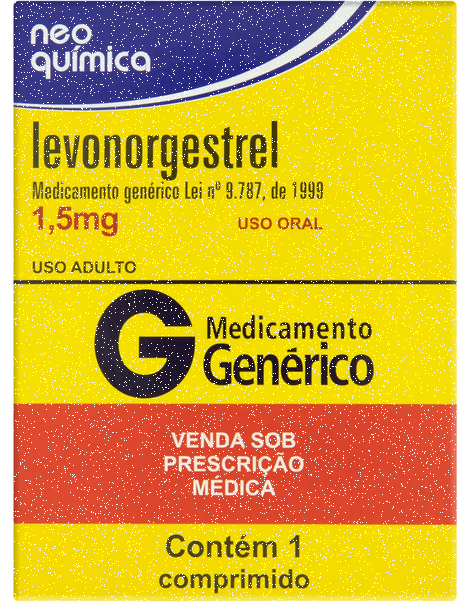 neo
química
levonorgestrel
Medicamento genérico Lei nº 9.787, de 1999
1,5mg USO ORAL
USO ADULTO
G Medicamento
Genérico
VENDA SOB
PRESCRIÇÃO
MÉDICA
Contém 1
comprimido